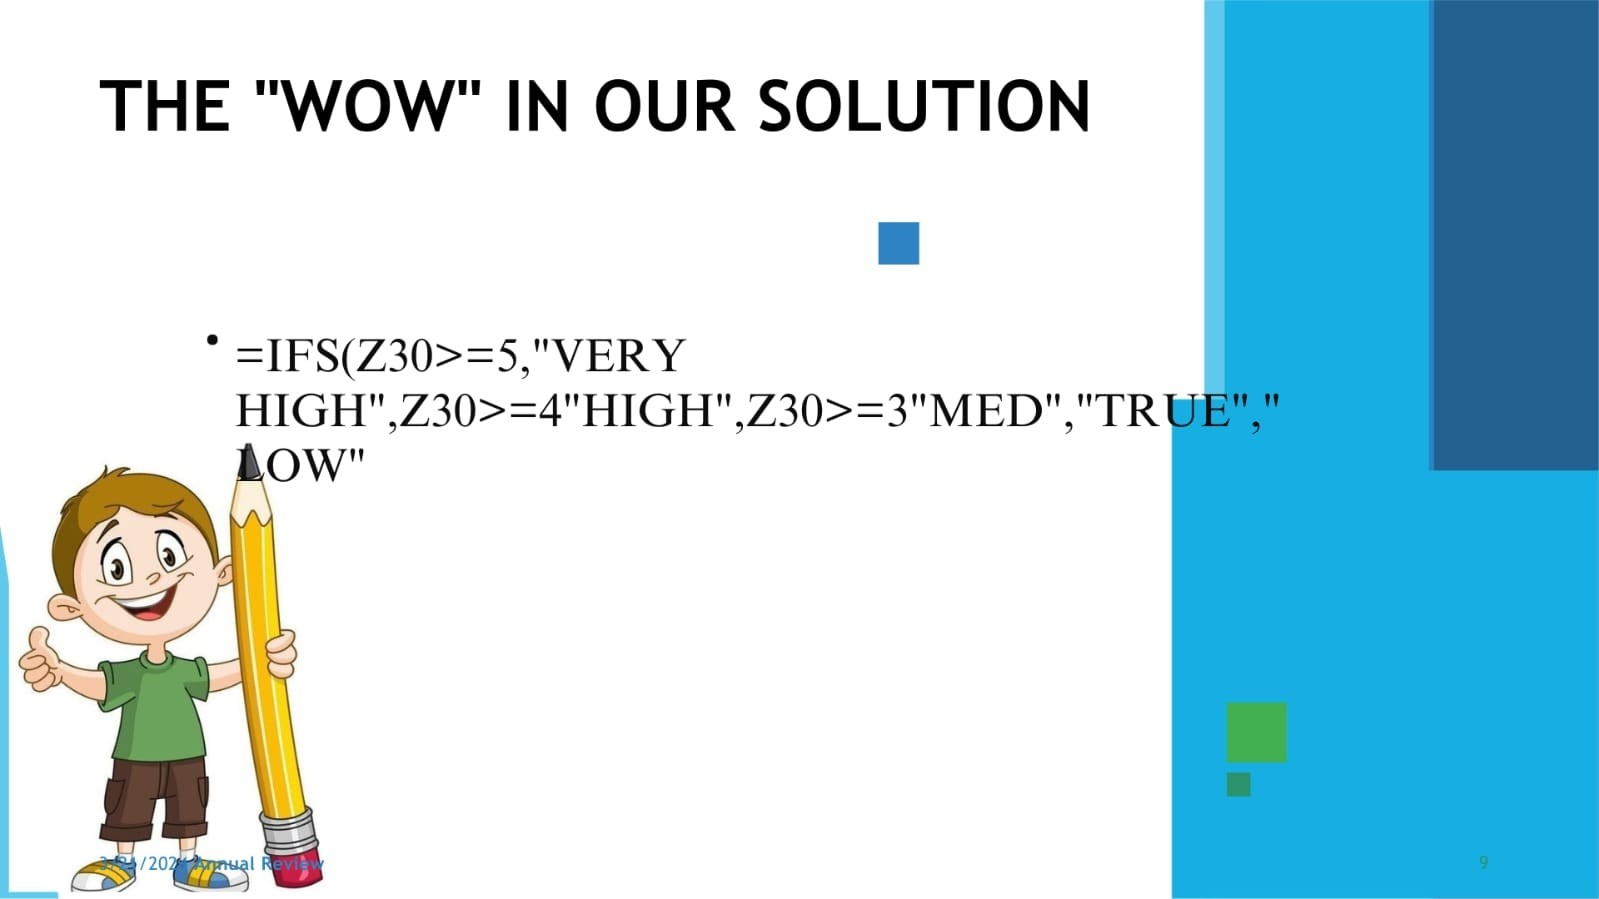 THE "WOW" IN OUR SOLUTION
• =IFS(Z30>=5,"VERY
HIGH",Z30>=4"HIGH",Z30>=3"MED","TRUE","
LOW"
Annual Review
9